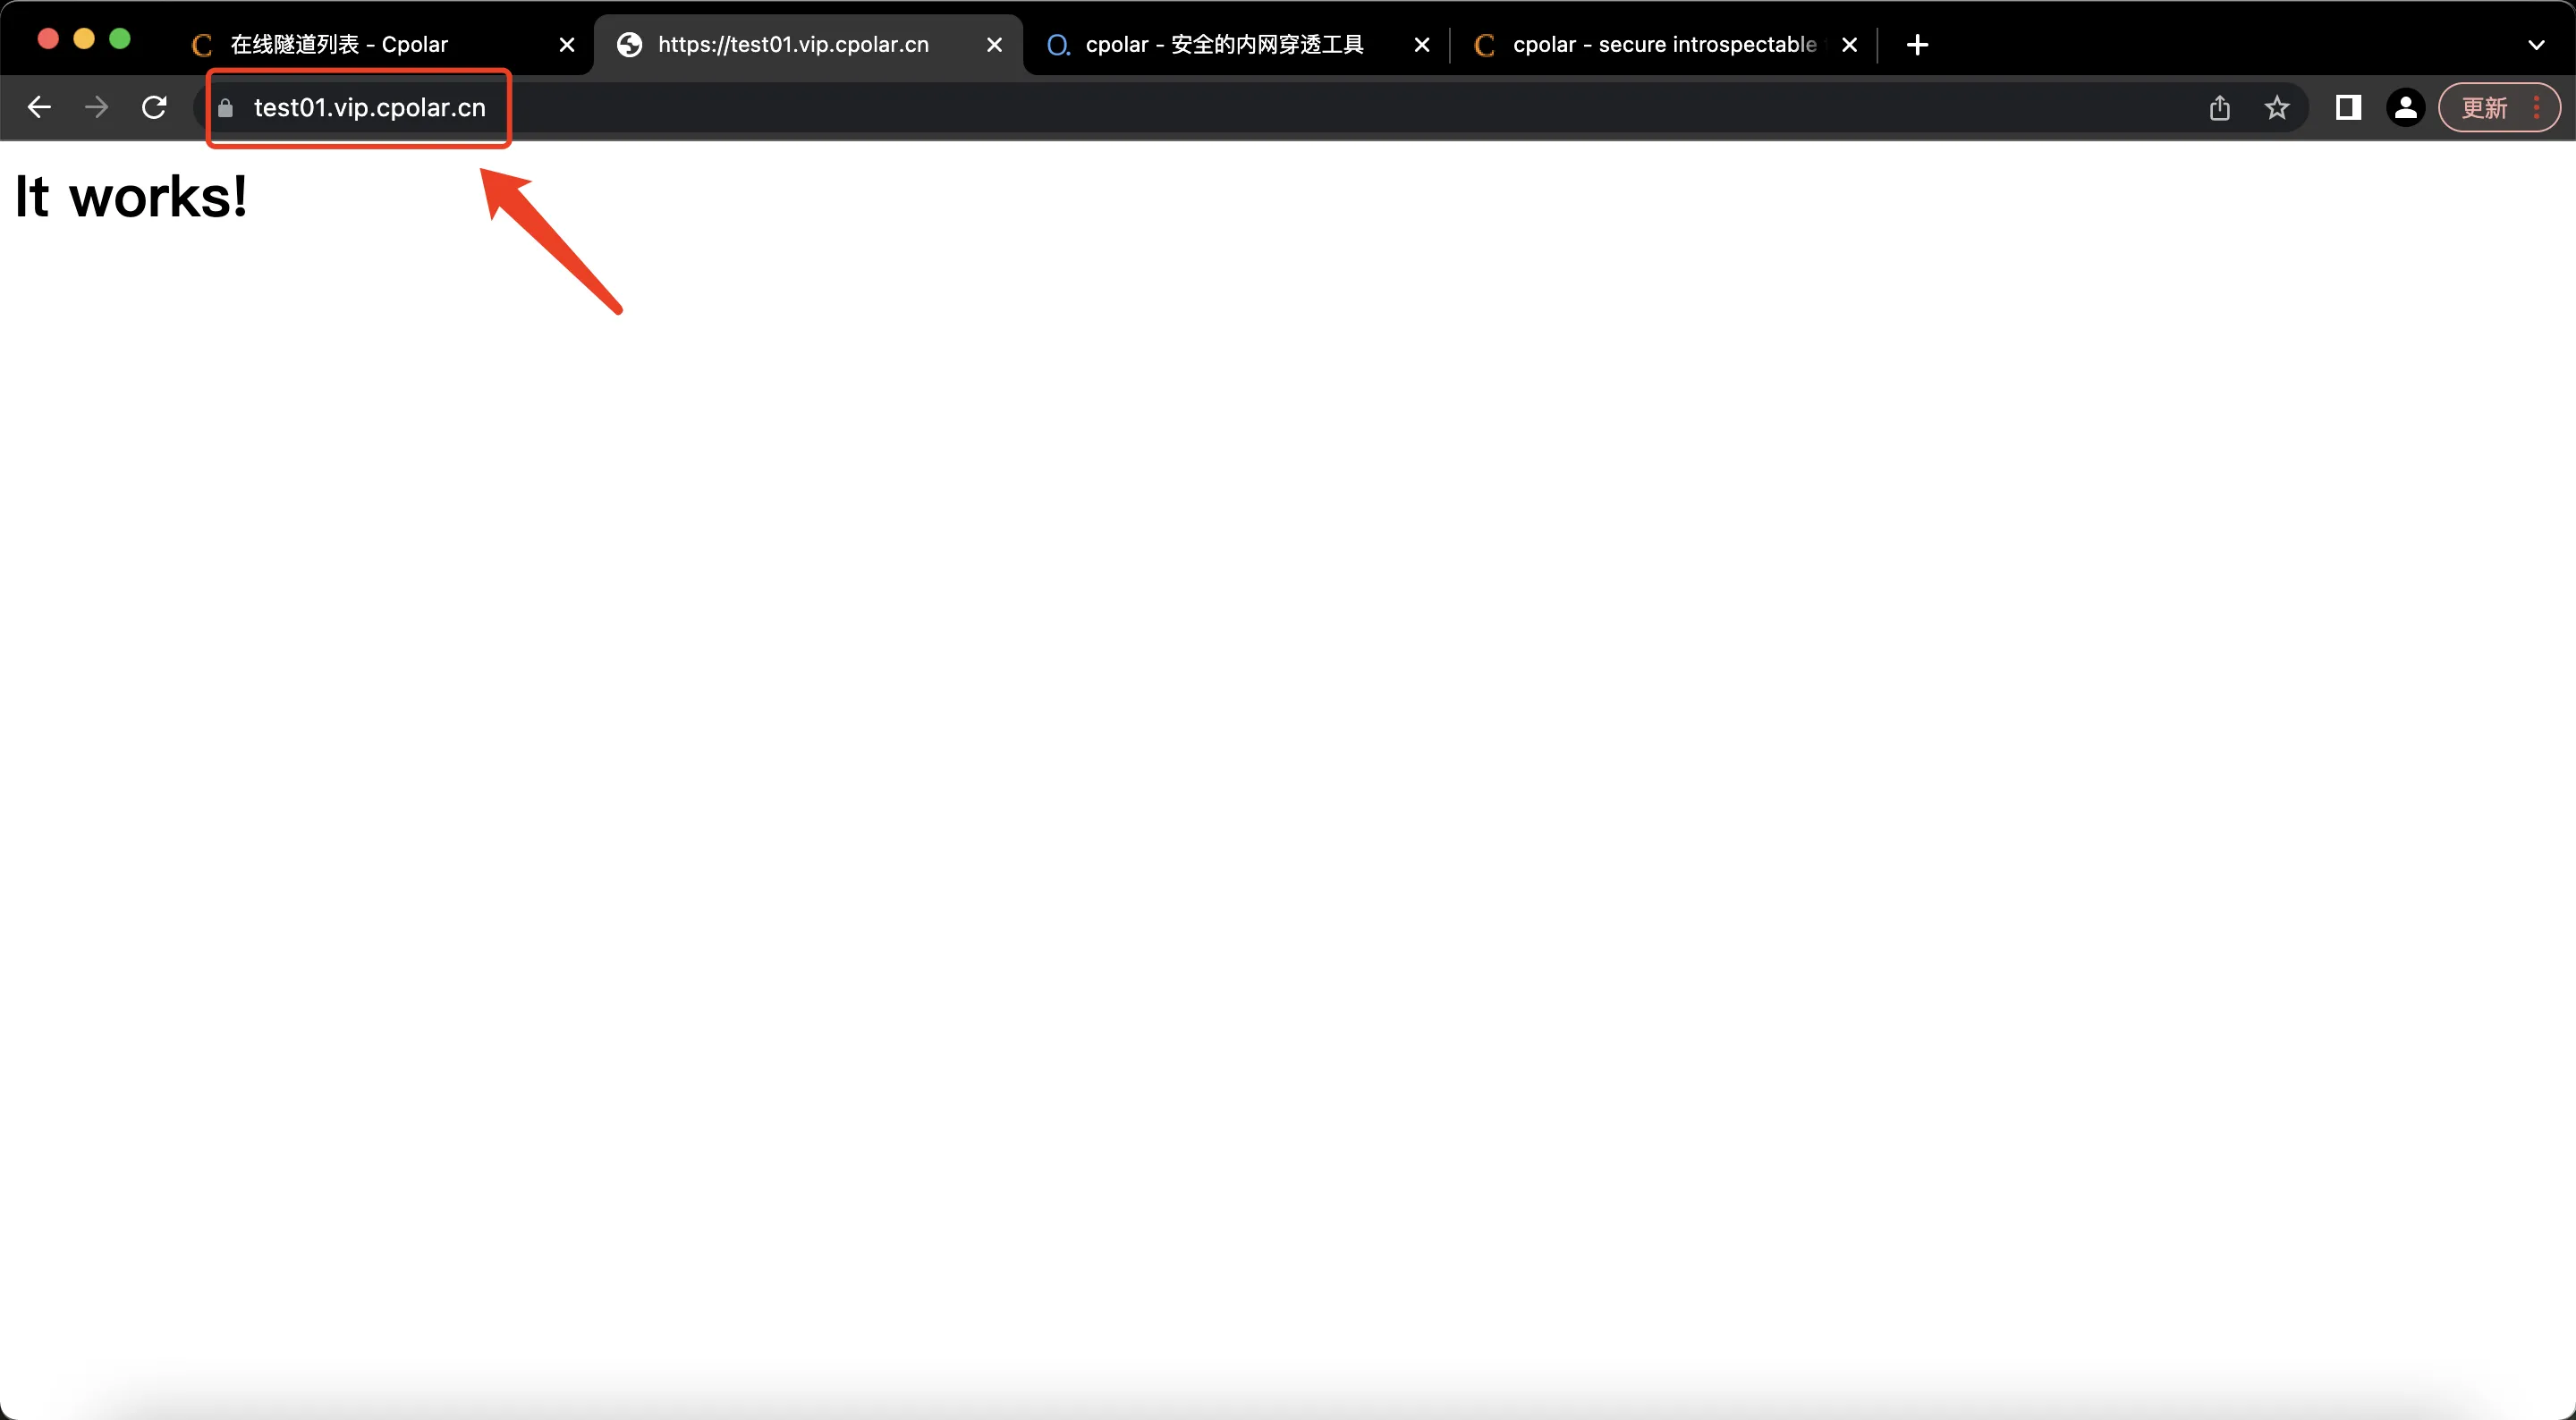 在线隧道列表 - Cpolar
https://test01.vip.cpolar.cn
cpolar - 安全的内网穿透工具
cpolar - secure introspectable
test01.vip.cpolar.cn
更新
It works!